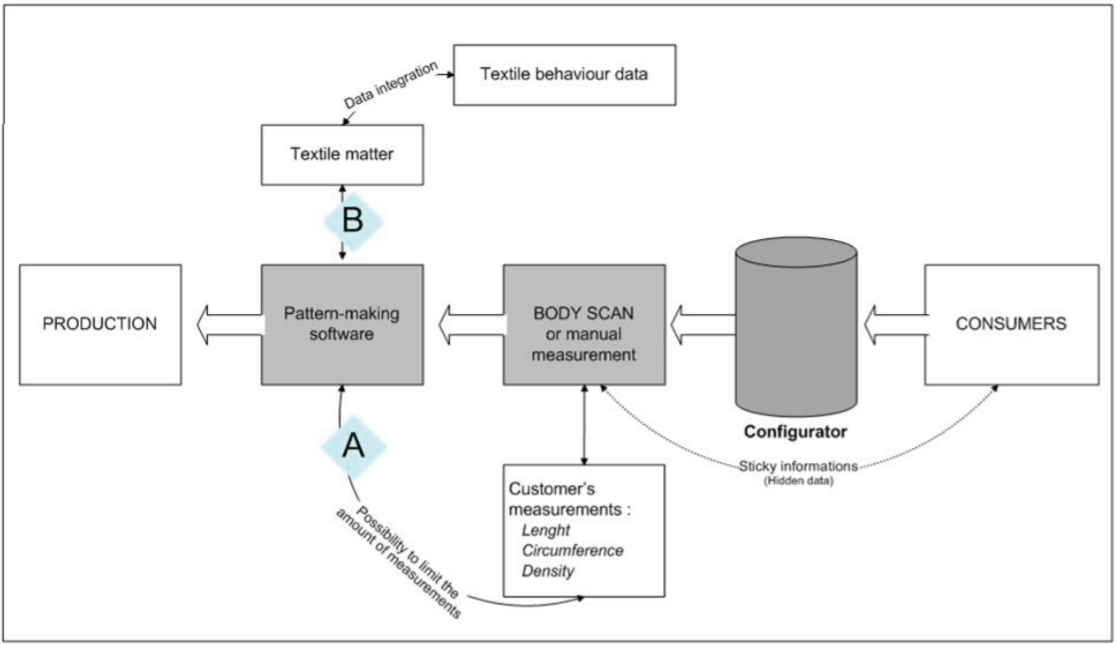 Textile behaviour data
Data integration
Textile matter
B
PRODUCTION
Pattern-making
software
BODY SCAN
or manual
measurement
CONSUMERS
Configurator
Sticky informations
(Hidden data)
A
Possibility to limit the
amount of measurements
Customer's
measurements :
Lenght
Circumference
Density